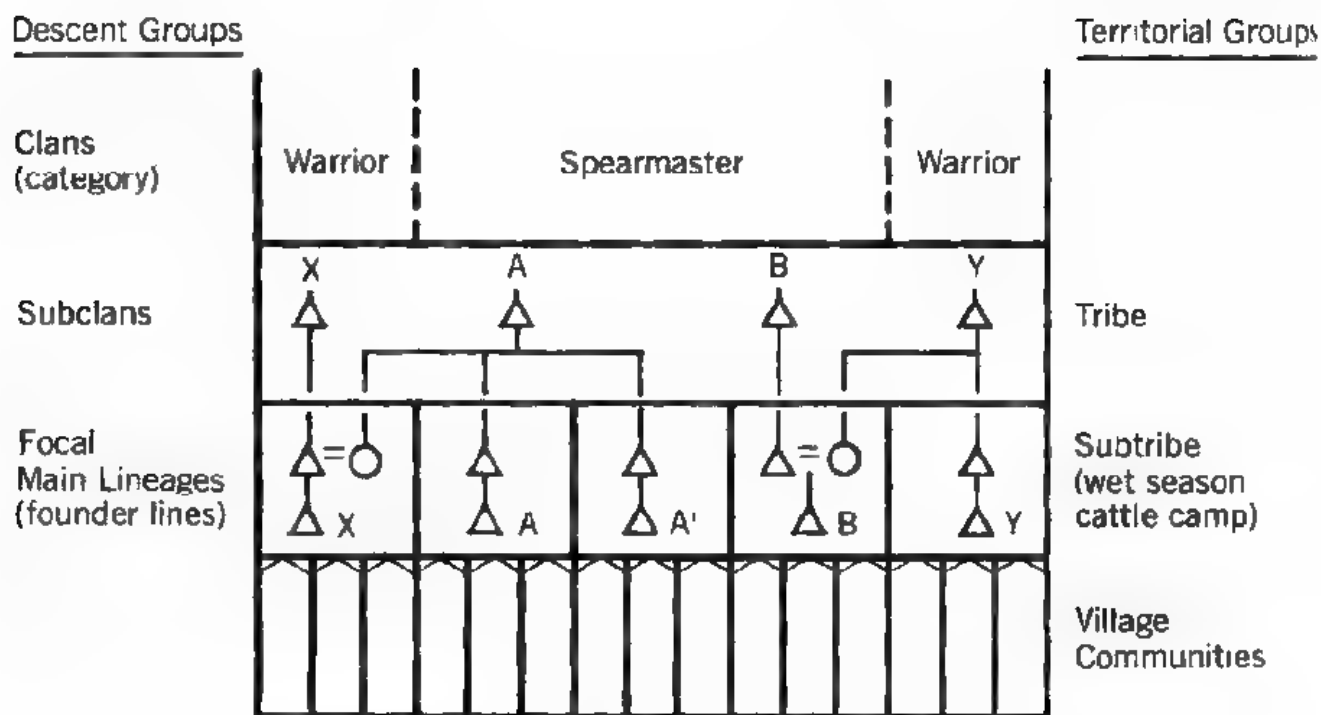 Descent Groups
Territorial Groups
Clans
(category)
Warrior
Spearmaster
Warrior
X
A
B
Y
Subclans
Tribe
Focal
Main Lineages
(founder lines)
=
=
X
A
A'
B
Y
Subtribe
(wet season
cattle camp)
Village
Communities